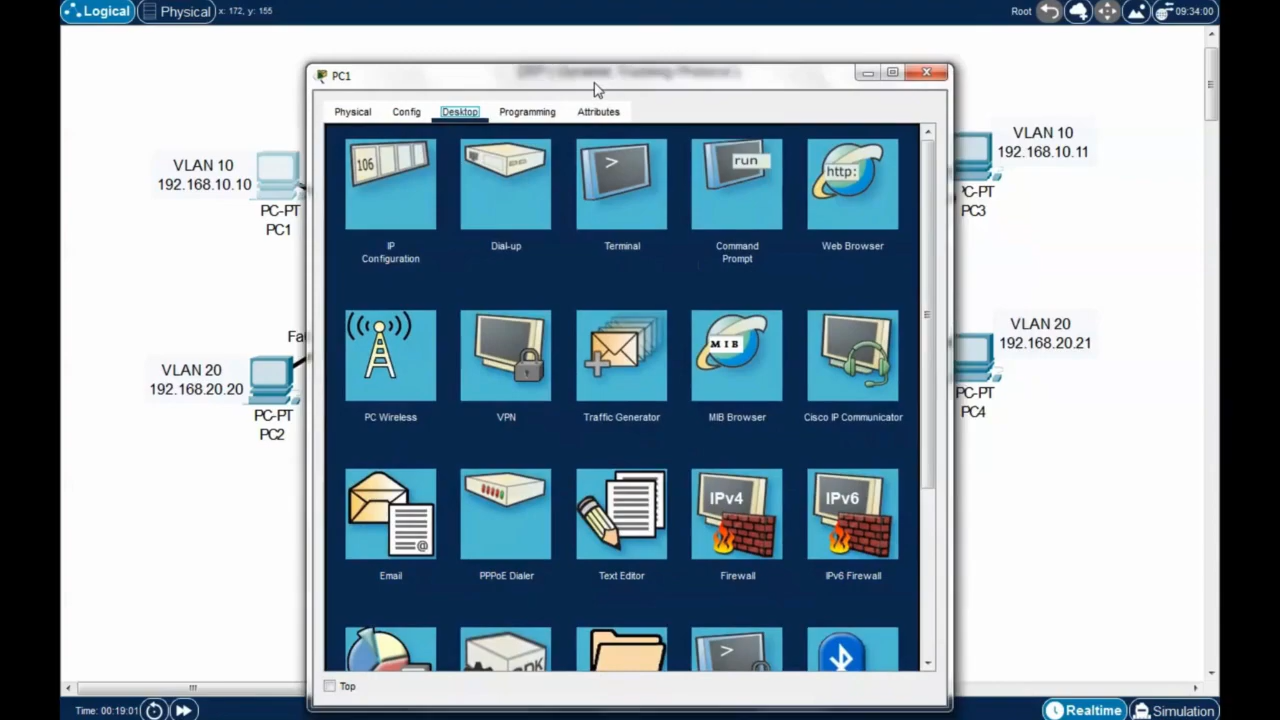 Logical
Physical
x: 172, y: 155
Root
09:34:00
PC1
Physical
Config
Desktop
Programming
Attributes
VLAN 10
192.168.10.10
PC-PT
PC1
VLAN 20
192.168.20.20
PC-PT
PC2
Fa
106
>
run
http:
IP
Configuration
Dial-up
Terminal
Command
Prompt
Web Browser
MIB
PC Wireless
VPN
Traffic Generator
MIB Browser
Cisco IP Communicator
@
IPv4
IPv6
Email
PPPoE Dialer
Text Editor
Firewall
IPv6 Firewall
OK
>
Top
VLAN 10
192.168.10.11
PC-PT
PC3
VLAN 20
192.168.20.21
PC-PT
PC4
Time: 00:19:01
Realtime
Simulation